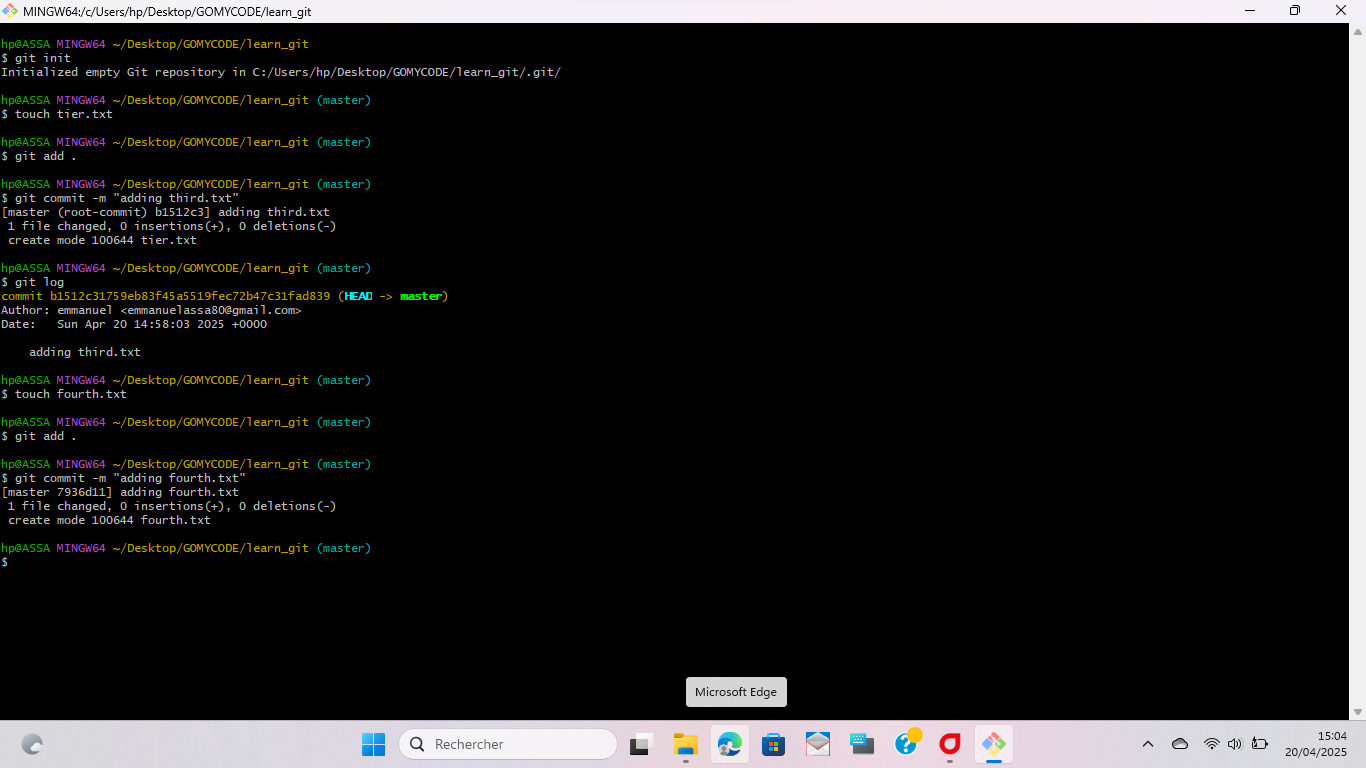 MINGW64:/c/Users/hp/Desktop/GOMYCODE/learn_git
hp@ASSA MINGW64 ~/Desktop/GOMYCODE/learn_git
$ git init
Initialized empty Git repository in C:/Users/hp/Desktop/GOMYCODE/learn_git/.git/
hp@ASSA MINGW64 ~/Desktop/GOMYCODE/learn_git (master)
$ touch tier.txt
hp@ASSA MINGW64 ~/Desktop/GOMYCODE/learn_git (master)
$ git add .
hp@ASSA MINGW64 ~/Desktop/GOMYCODE/learn_git (master)
$ git commit -m "adding third.txt"
[master (root-commit) b1512c3] adding third.txt
 1 file changed, 0 insertions(+), 0 deletions(-)
 create mode 100644 tier.txt
hp@ASSA MINGW64 ~/Desktop/GOMYCODE/learn_git (master)
$ git log
commit b1512c31759eb83f45a5519fec72b47c31fad839 (HEAD -> master)
Author: emmanuel <emmanuelassa80@gmail.com>
Date:   Sun Apr 20 14:58:03 2025 +0000
    adding third.txt
hp@ASSA MINGW64 ~/Desktop/GOMYCODE/learn_git (master)
$ touch fourth.txt
hp@ASSA MINGW64 ~/Desktop/GOMYCODE/learn_git (master)
$ git add .
hp@ASSA MINGW64 ~/Desktop/GOMYCODE/learn_git (master)
$ git commit -m "adding fourth.txt"
[master 7936d11] adding fourth.txt
 1 file changed, 0 insertions(+), 0 deletions(-)
 create mode 100644 fourth.txt
hp@ASSA MINGW64 ~/Desktop/GOMYCODE/learn_git (master)
$
Microsoft Edge
Rechercher
15:04
20/04/2025